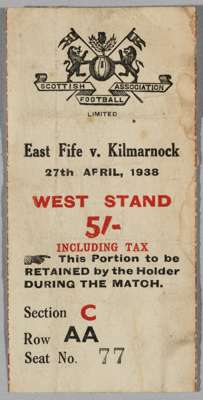 SCOTTISH ASSOCIATION
FOOTBALL
LIMITED
East Fife v. Kilmarnock
27th APRIL, 1938
WEST STAND
5/-
INCLUDING TAX
This Portion to be
RETAINED by the Holder
DURING THE MATCH.
Section C
Row AA
Seat No. 77